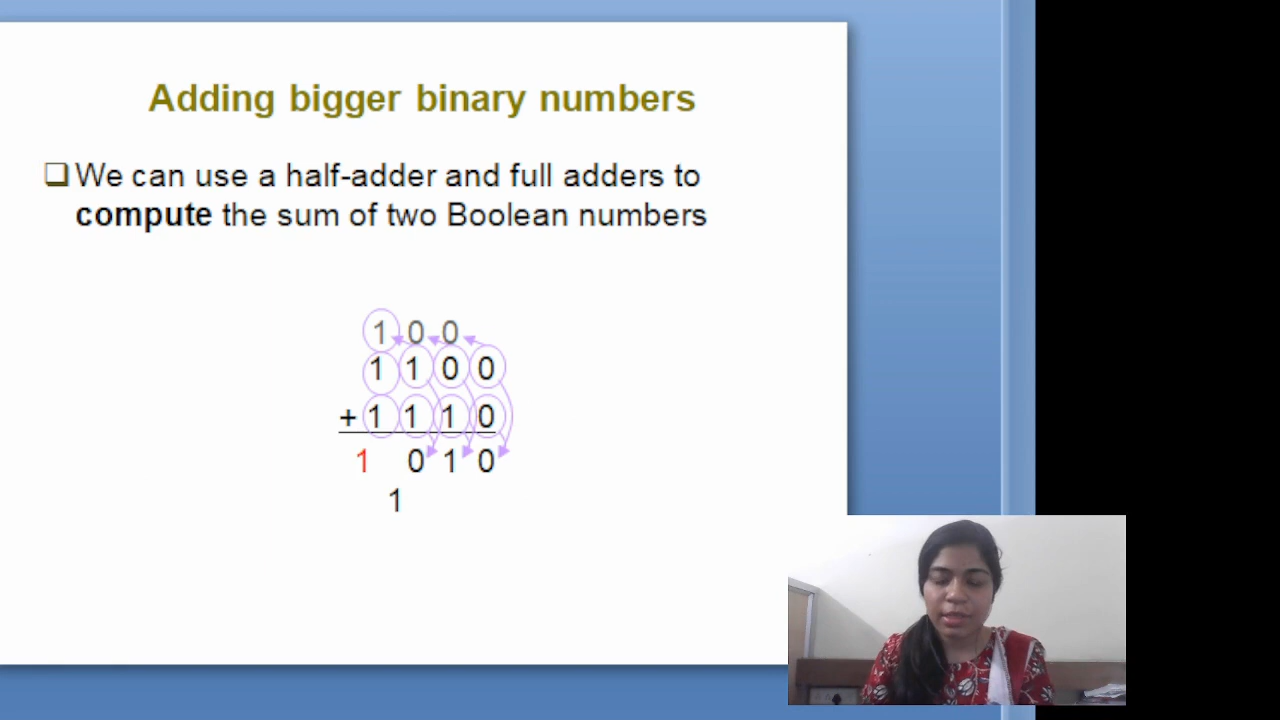 Adding bigger binary numbers
We can use a half-adder and full adders to
compute the sum of two Boolean numbers
1 0 0
1 1 0 0
+ 1 1 1 0
1 0 1 0
1